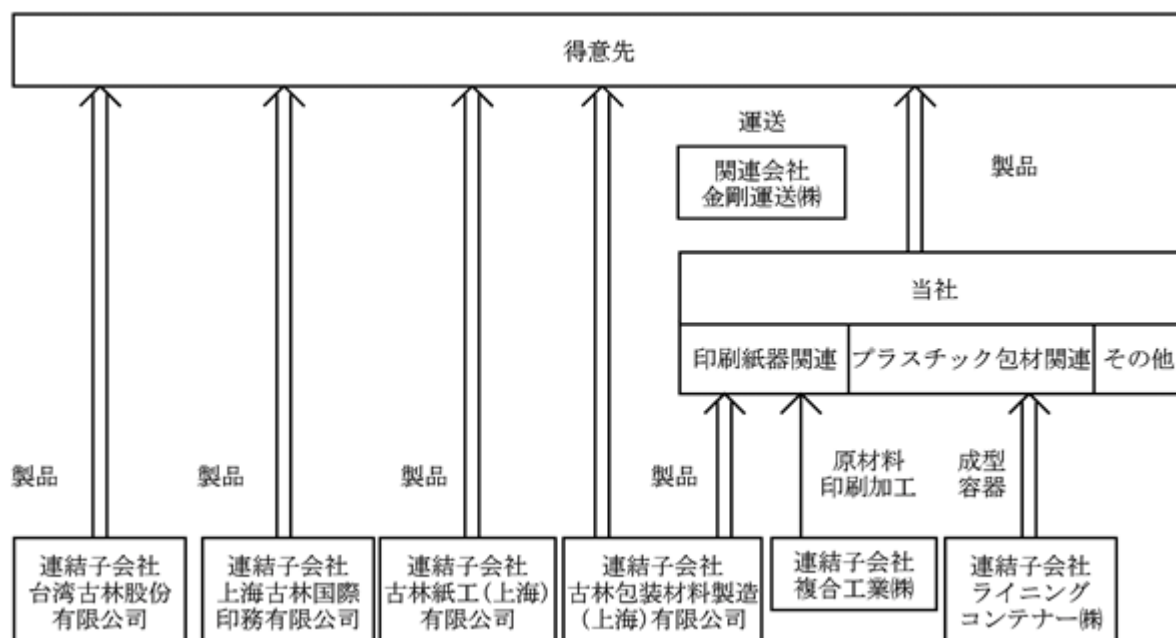 得意先
運送
関連会社
金剛運送㈱
製品
当社
印刷紙器関連
プラスチック包材関連
その他
製品
製品
製品
製品
原材料
印刷加工
成型
容器
連結子会社
台湾古林股份
有限公司
連結子会社
上海古林国際
印務有限公司
連結子会社
古林紙工(上海)
有限公司
連結子会社
古林包装材料製造
(上海)有限公司
連結子会社
複合工業㈱
連結子会社
ライニング
コンテナー㈱